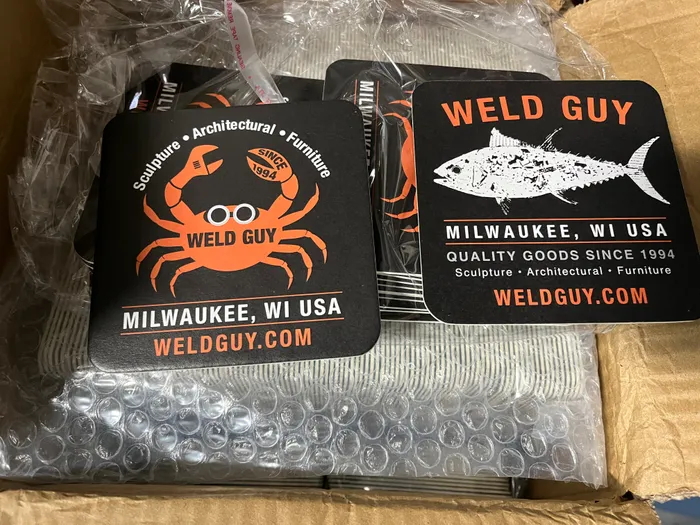 Sculpture • Architectural • Furniture
SINCE
1994
WELD GUY
MILWAUKEE, WI USA
WELDGUY.COM
WELD GUY
MILWAUKEE, WI USA
QUALITY GOODS SINCE 1994
Sculpture • Architectural • Furniture
WELDGUY.COM
MILWAUKEE